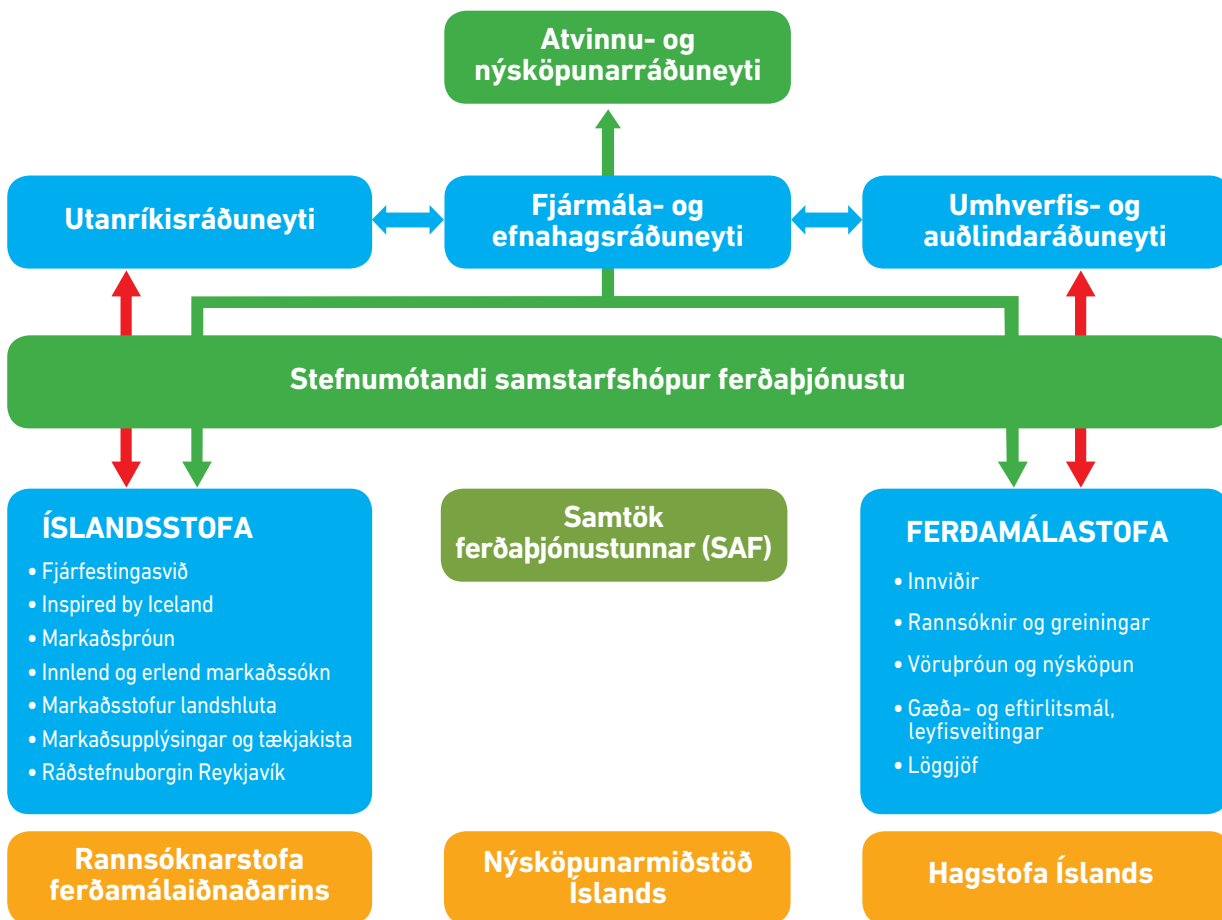 Atvinnu- og
nýsköpunarráðuneyti
Utanríkisráðuneyti
Fjármála- og
efnahagsráðuneyti
Umhverfis- og
auðlindaráðuneyti
Stefnumótandi samstarfshópur ferðaþjónustu
ÍSLANDSSTOFA
• Fjárfestingasvið
• Inspired by Iceland
• Markaðsþróun
• Innlend og erlend markaðssókn
• Markaðsstofur landshluta
• Markaðsupplýsingar og tækjakista
• Ráðstefnuborgin Reykjavík
Samtök
ferðaþjónustunnar (SAF)
FERÐAMÁLASTOFA
• Innviðir
• Rannsóknir og greiningar
• Vöruþróun og nýsköpun
• Gæða- og eftirlitsmál,
leyfisveitingar
• Löggjöf
Rannsóknarstofa
ferðamálaiðnaðarins
Nýsköpunarmiðstöð
Íslands
Hagstofa Íslands